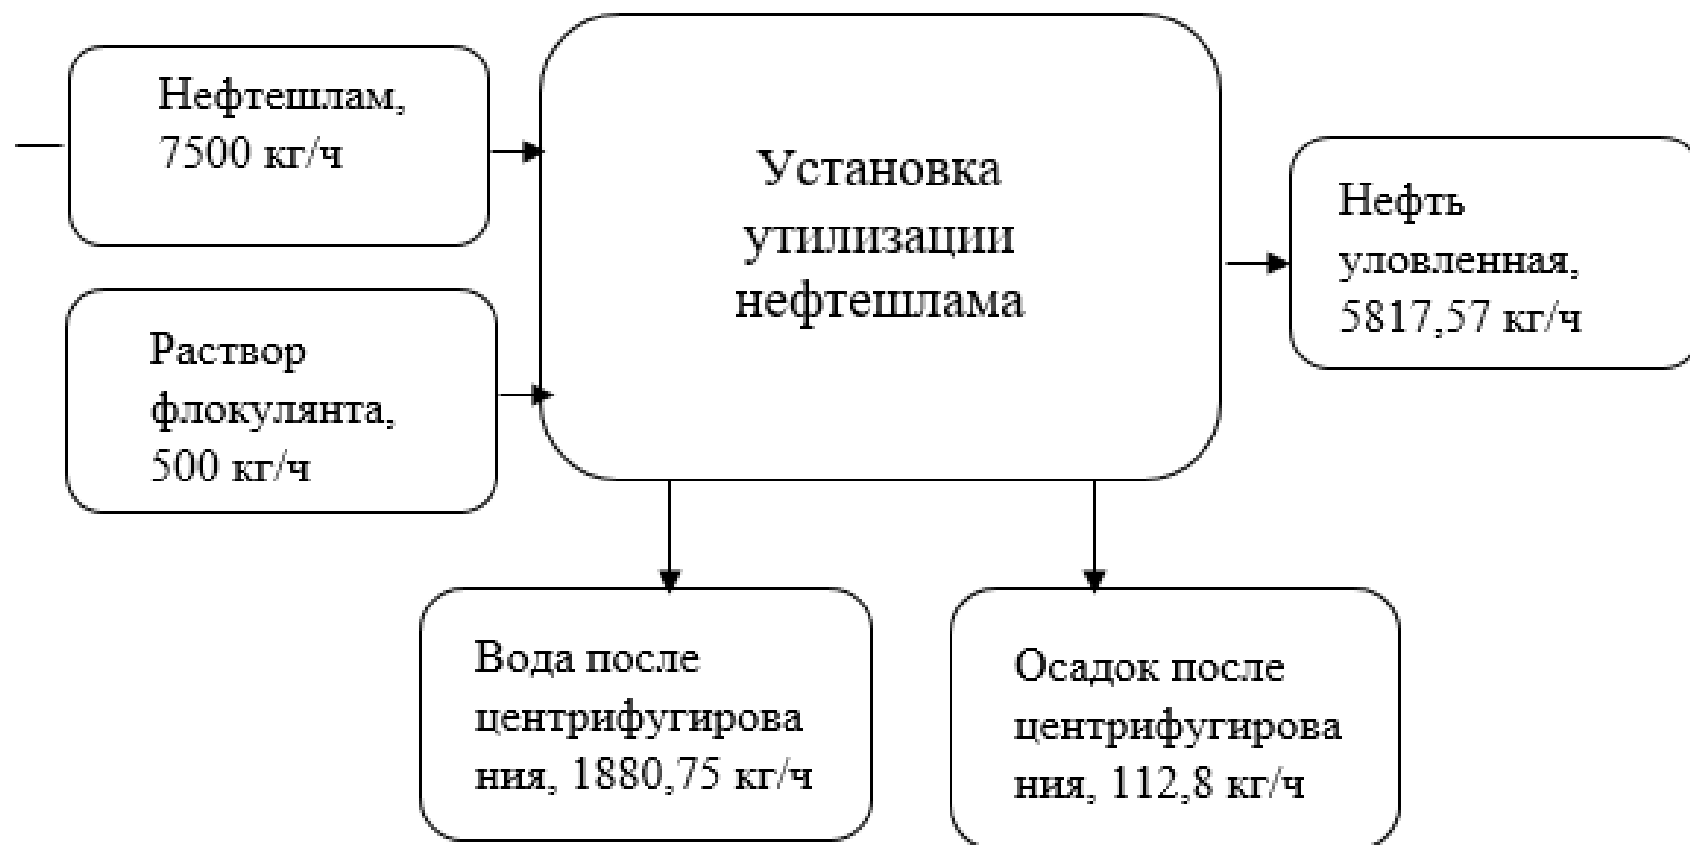 Нефтешлам,
7500 кг/ч
Раствор
флокулянта,
500 кг/ч
Установка
утилизации
нефтешлама
Нефть
уловленная,
5817,57 кг/ч
Вода после
центрифугирова
ния, 1880,75 кг/ч
Осадок после
центрифугирова
ния, 112,8 кг/ч